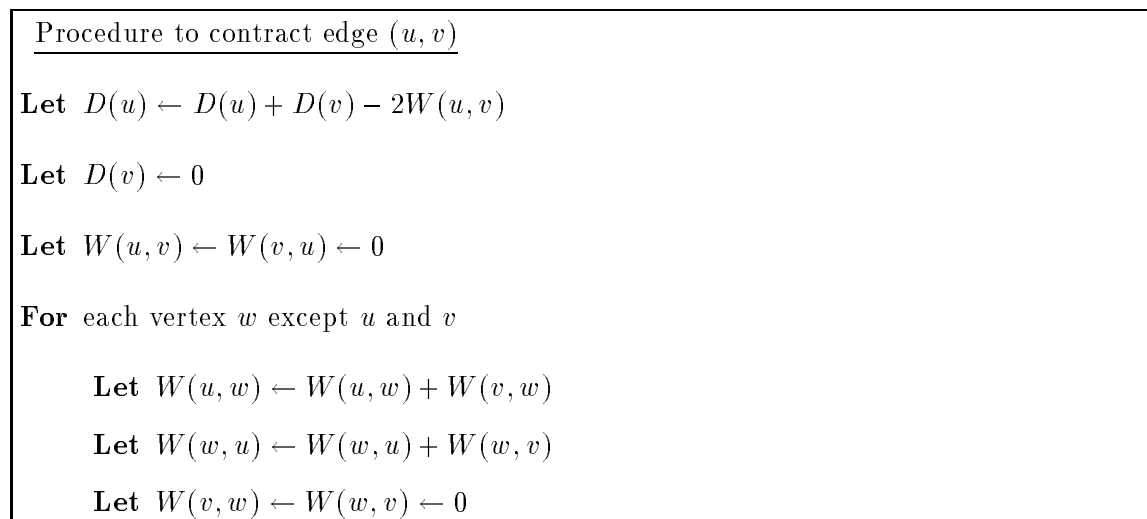 Procedure to contract edge (u, v)
Let D(u) ← D(u) + D(v) − 2W(u, v)
Let D(v) ← 0
Let W(u, v) ← W(v, u) ← 0
For each vertex w except u and v
Let W(u, w) ← W(u, w) + W(v, w)
Let W(w, u) ← W(w, u) + W(w, v)
Let W(v, w) ← W(w, v) ← 0